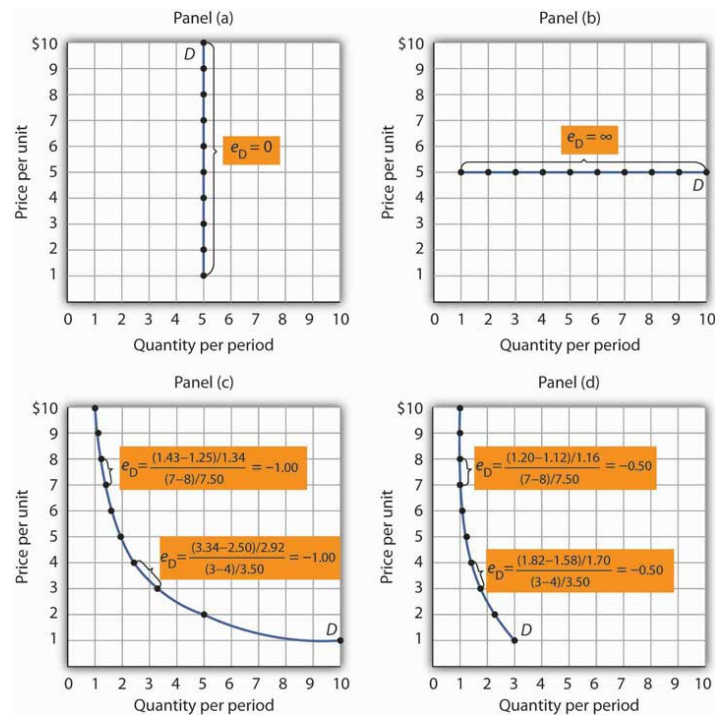 Panel (a)
Price per unit
$10
9
8
7
6
5
4
3
2
1
D
eD = 0
0 1 2 3 4 5 6 7 8 9 10
Quantity per period
Panel (b)
Price per unit
$10
9
8
7
6
5
4
3
2
1
eD = ∞
D
0 1 2 3 4 5 6 7 8 9 10
Quantity per period
Panel (c)
Price per unit
$10
9
8
7
6
5
4
3
2
1
eD= (1.43–1.25)/1.34 / (7–8)/7.50 = –1.00
eD= (3.34–2.50)/2.92 / (3–4)/3.50 = –1.00
D
0 1 2 3 4 5 6 7 8 9 10
Quantity per period
Panel (d)
Price per unit
$10
9
8
7
6
5
4
3
2
1
eD= (1.20–1.12)/1.16 / (7–8)/7.50 = –0.50
eD= (1.82–1.58)/1.70 / (3–4)/3.50 = –0.50
D
0 1 2 3 4 5 6 7 8 9 10
Quantity per period